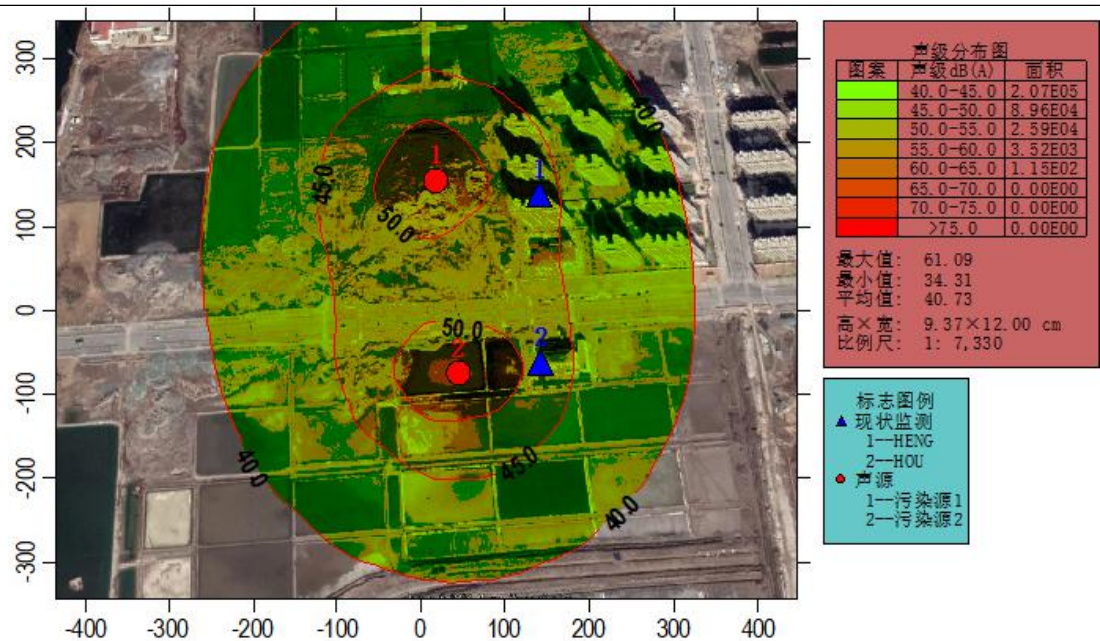 300
200
100
0
-100
-200
-300
-400 -300 -200 -100 0 100 200 300 400
40.0
45.0
1
1
50.0
50.0
2
2
45.0
40.0
40.0
声级分布图
图案 声级dB(A) 面积
40.0-45.0 2.07E05
45.0-50.0 8.96E04
50.0-55.0 2.59E04
55.0-60.0 3.52E03
60.0-65.0 1.15E02
65.0-70.0 0.00E00
70.0-75.0 0.00E00
>75.0 0.00E00
最大值: 61.09
最小值: 34.31
平均值: 40.73
高×宽: 9.37×12.00 cm
比例尺: 1: 7,330
标志图例
现状监测
1--HENG
2--HOU
声源
1--污染源1
2--污染源2